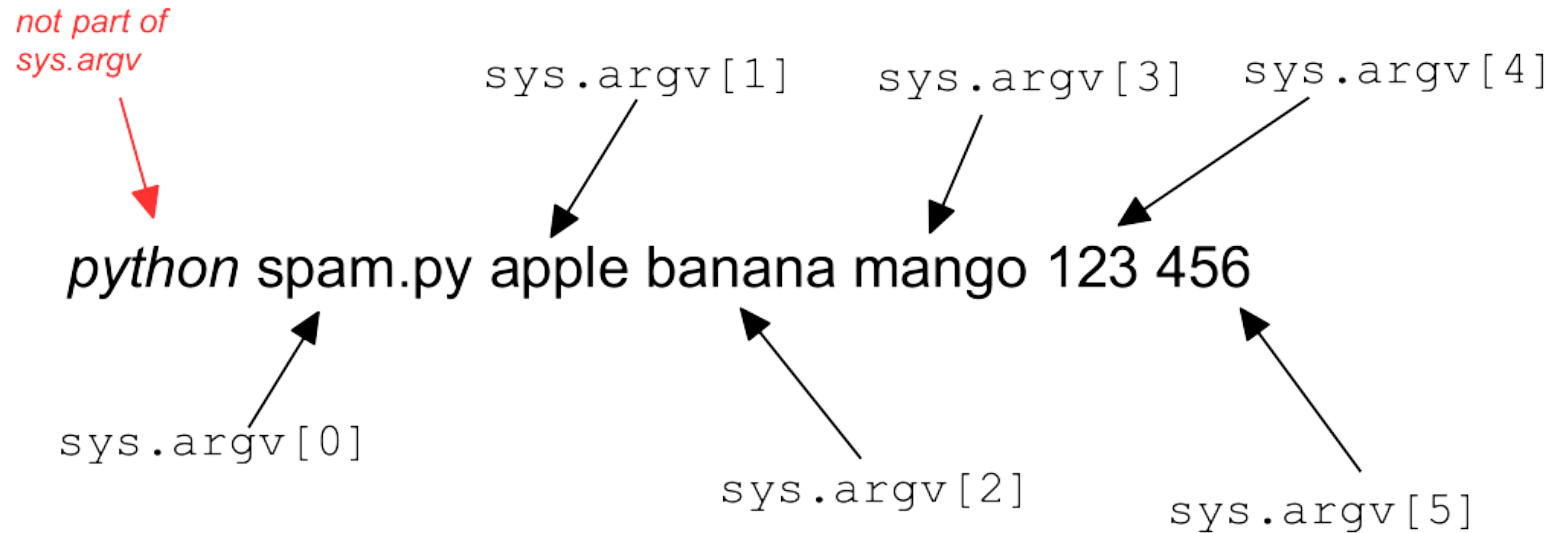 not part of
sys.argv
sys.argv[1]
sys.argv[3]
sys.argv[4]
python spam.py apple banana mango 123 456
sys.argv[0]
sys.argv[2]
sys.argv[5]